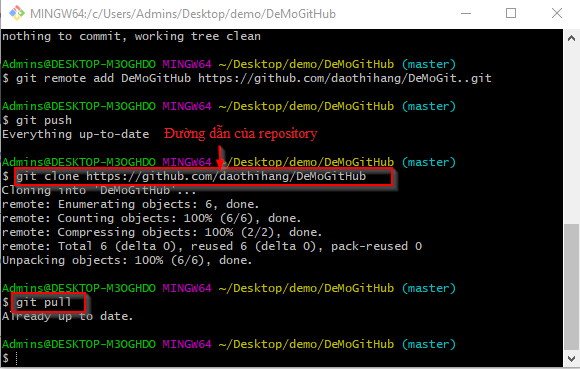 MINGW64:/c/Users/Admins/Desktop/demo/DeMoGitHub
nothing to commit, working tree clean
Admins@DESKTOP-M3OGHDO MINGW64 ~/Desktop/demo/DeMoGitHub (master)
$ git remote add DeMoGitHub https://github.com/daothihang/DeMoGit..git
Admins@DESKTOP-M3OGHDO MINGW64 ~/Desktop/demo/DeMoGitHub (master)
$ git push
Everything up-to-date Đường dẫn của repository
Admins@DESKTOP-M3OGHDO MINGW64 ~/Desktop/demo/DeMoGitHub (master)
$ git clone https://github.com/daothihang/DeMoGitHub
Cloning into 'DeMoGitHub'...
remote: Enumerating objects: 6, done.
remote: Counting objects: 100% (6/6), done.
remote: Compressing objects: 100% (2/2), done.
remote: Total 6 (delta 0), reused 6 (delta 0), pack-reused 0
Unpacking objects: 100% (6/6), done.
Admins@DESKTOP-M3OGHDO MINGW64 ~/Desktop/demo/DeMoGitHub (master)
$ git pull
Already up to date.
Admins@DESKTOP-M3OGHDO MINGW64 ~/Desktop/demo/DeMoGitHub (master)
$